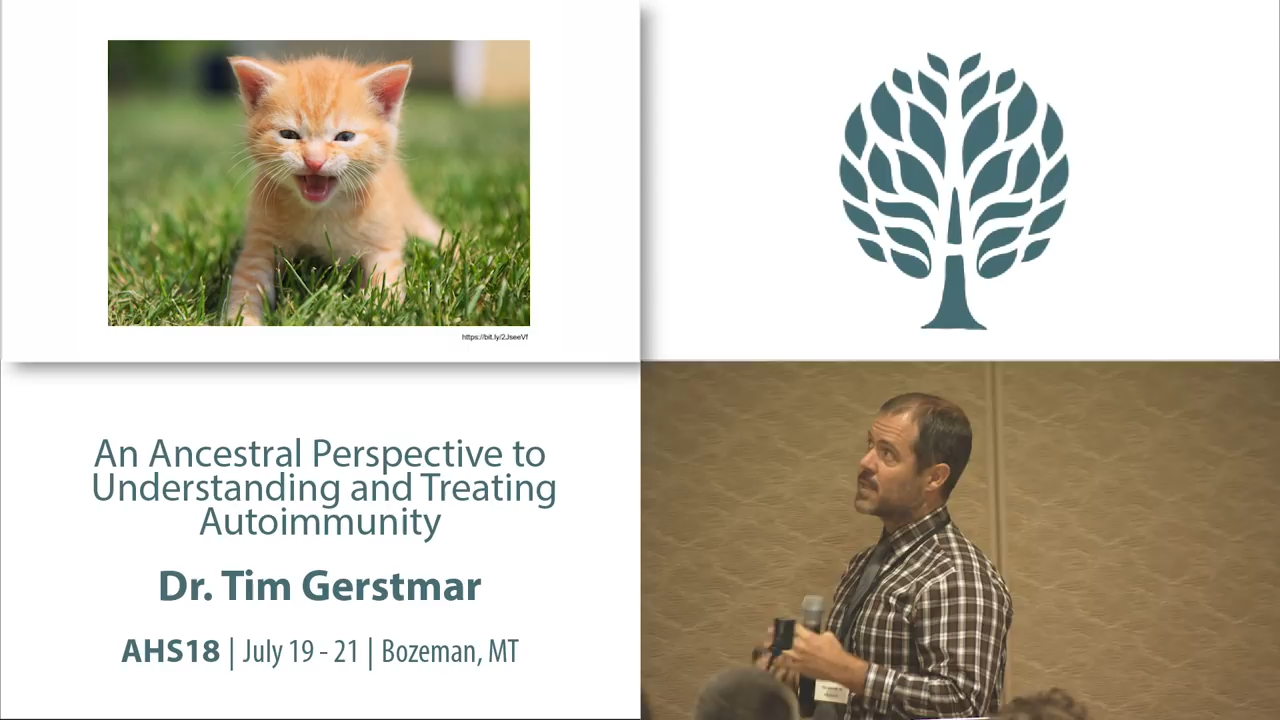 https://bit.ly/2JseeVf
An Ancestral Perspective to
Understanding and Treating
Autoimmunity
Dr. Tim Gerstmar
AHS18 | July 19 - 21 | Bozeman, MT